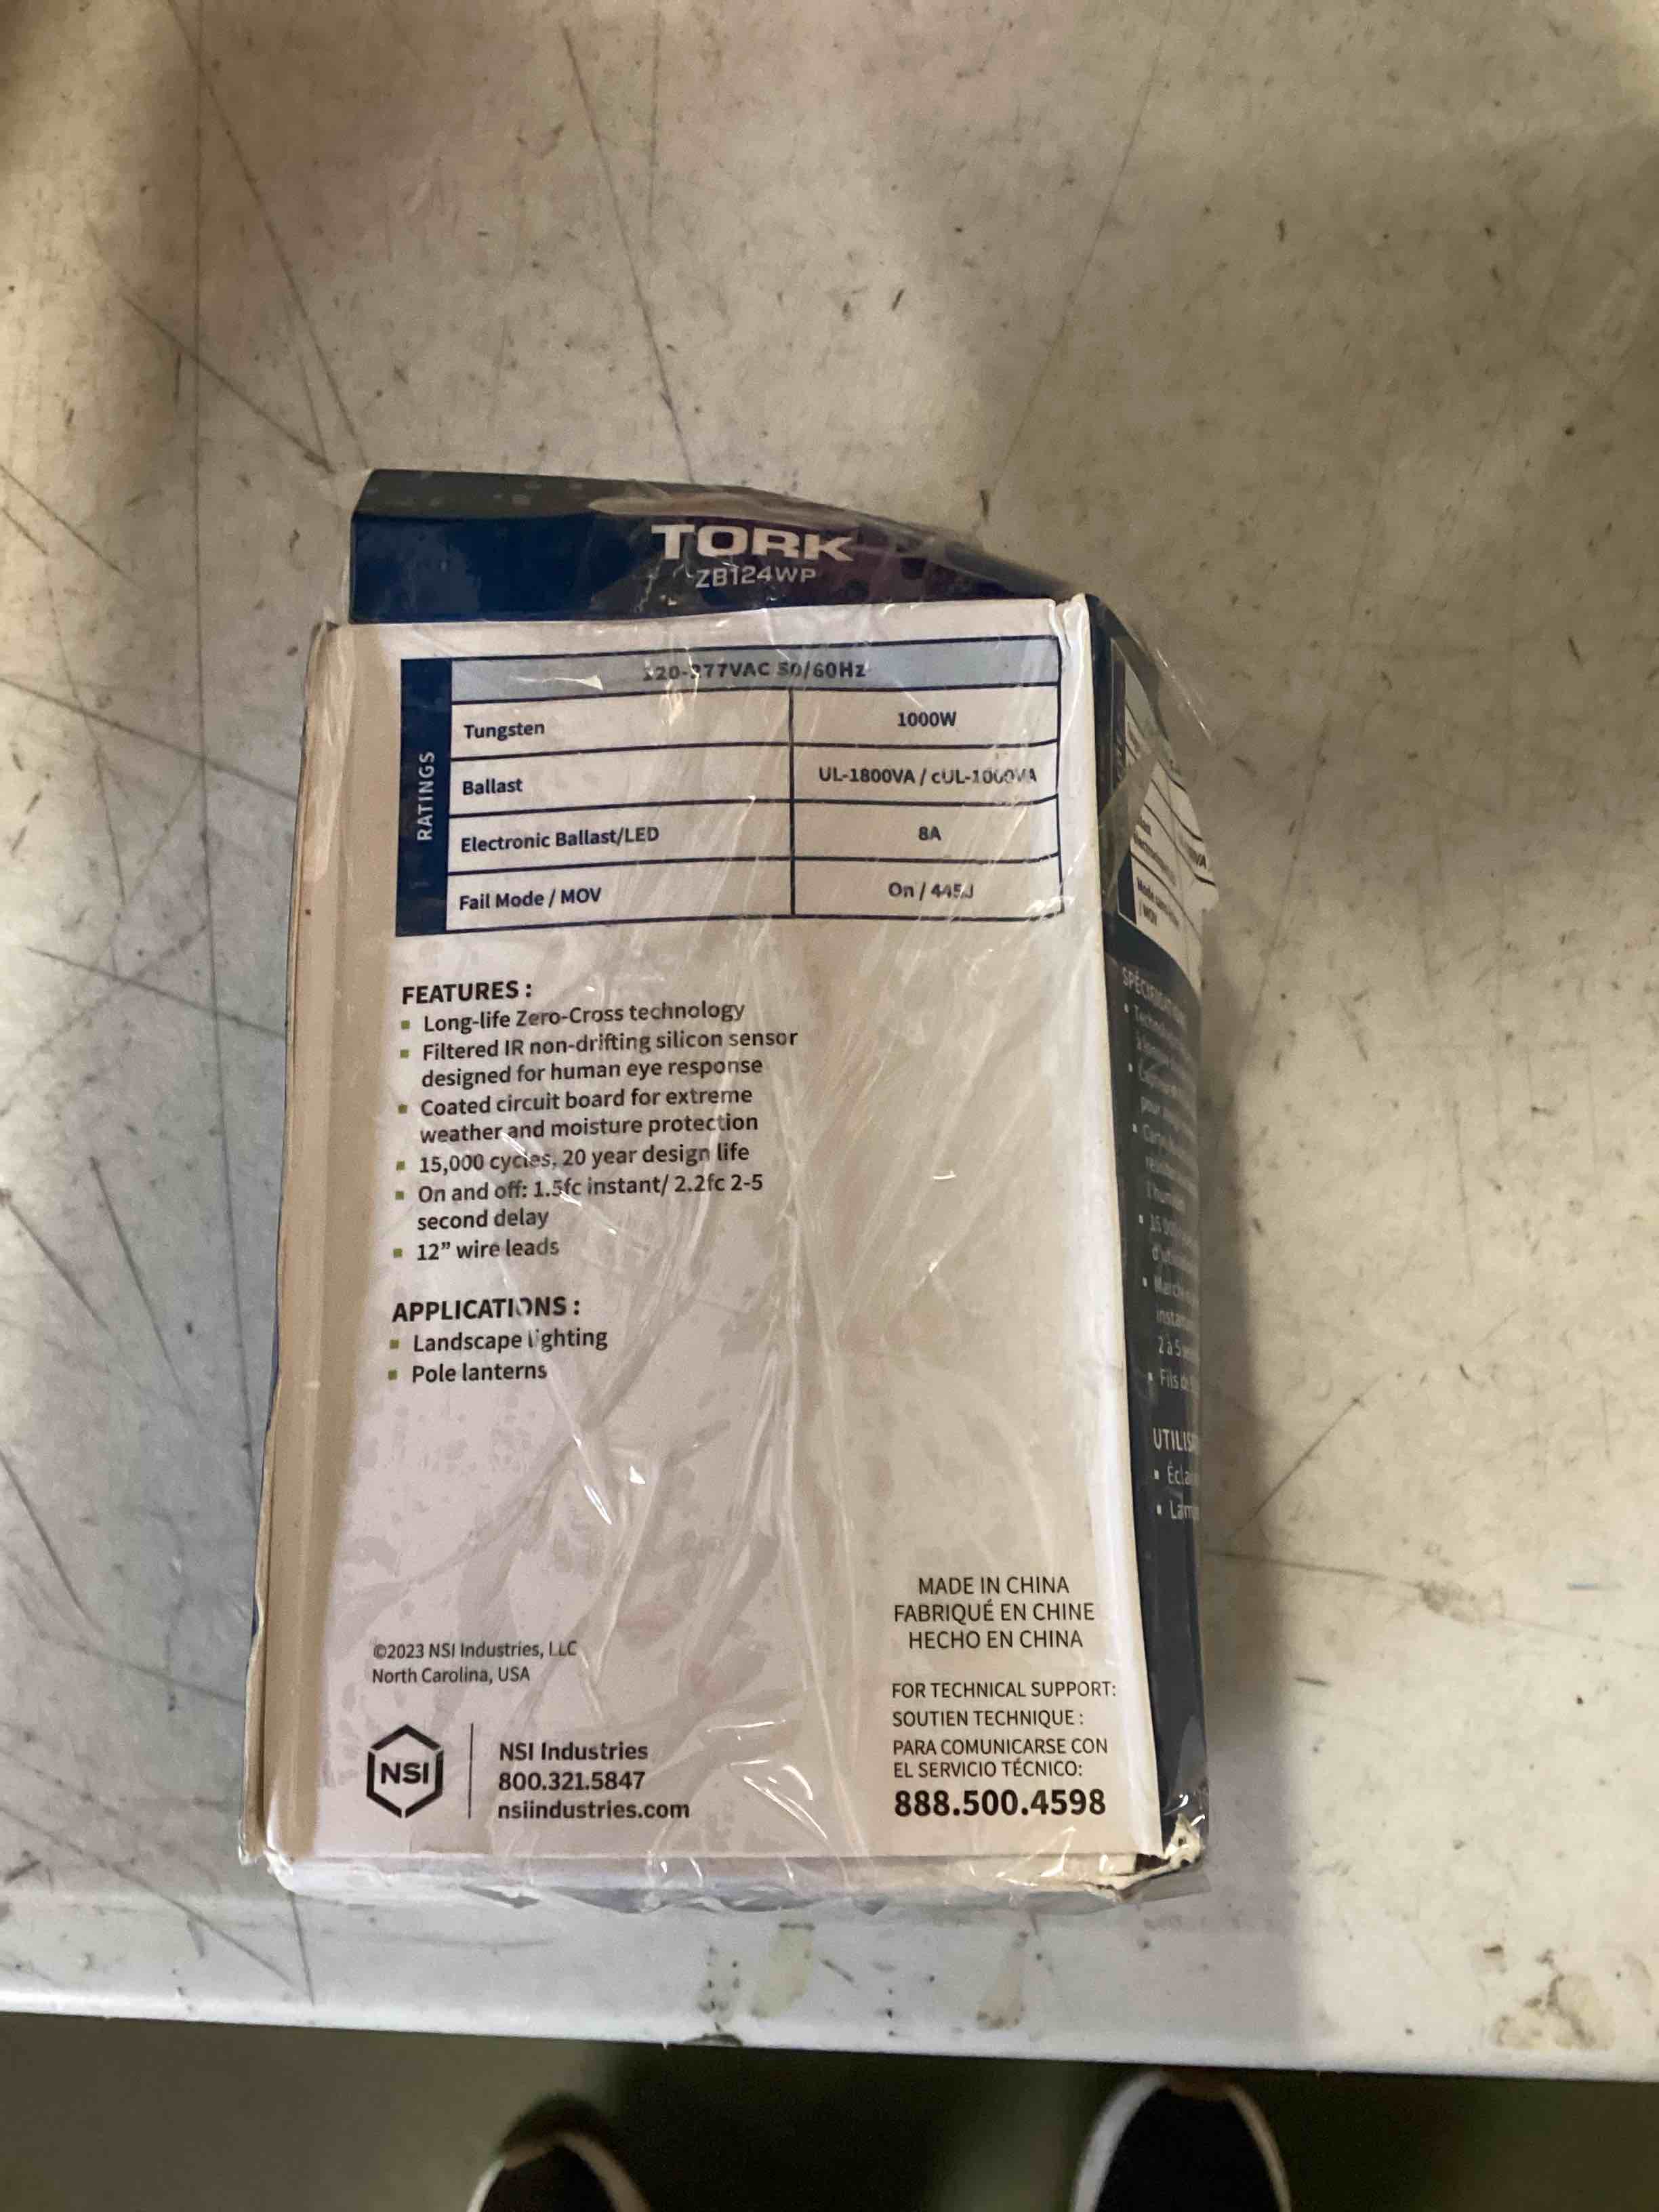 TORK
ZB124WP
RATINGS
120-277VAC 50/60Hz
Tungsten 1000W
Ballast UL-1800VA / cUL-1000VA
Electronic Ballast/LED 8A
Fail Mode / MOV On / 445J
FEATURES :
▪ Long-life Zero-Cross technology
▪ Filtered IR non-drifting silicon sensor
designed for human eye response
▪ Coated circuit board for extreme
weather and moisture protection
▪ 15,000 cycles, 20 year design life
▪ On and off: 1.5fc instant/ 2.2fc 2-5
second delay
▪ 12” wire leads
APPLICATIONS :
▪ Landscape lighting
▪ Pole lanterns
MADE IN CHINA
FABRIQUÉ EN CHINE
HECHO EN CHINA
©2023 NSI Industries, LLC
North Carolina, USA
FOR TECHNICAL SUPPORT:
SOUTIEN TECHNIQUE :
PARA COMUNICARSE CON
EL SERVICIO TÉCNICO:
888.500.4598
NSI
NSI Industries
800.321.5847
nsiindustries.com
▪ Fils de